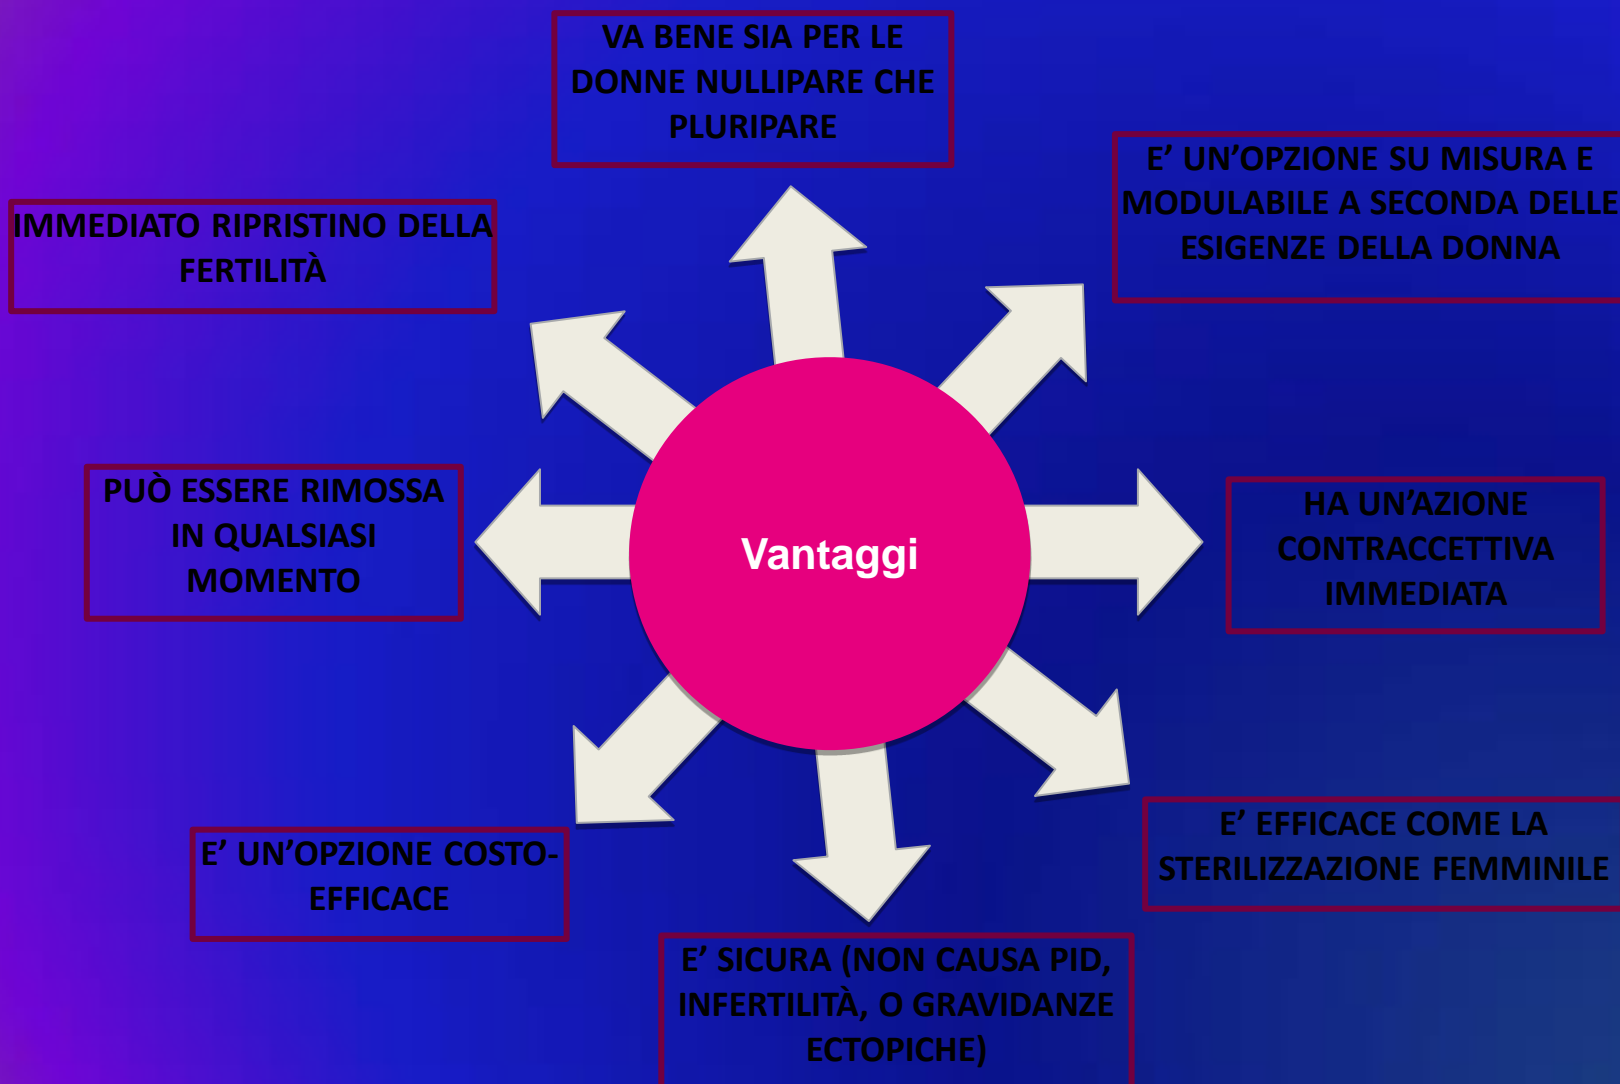 VA BENE SIA PER LE
DONNE NULLIPARE CHE
PLURIPARE
E’ UN’OPZIONE SU MISURA E
MODULABILE A SECONDA DELLE
ESIGENZE DELLA DONNA
IMMEDIATO RIPRISTINO DELLA
FERTILITÀ
PUÒ ESSERE RIMOSSA
IN QUALSIASI
MOMENTO
Vantaggi
HA UN’AZIONE
CONTRACCETTIVA
IMMEDIATA
E’ UN’OPZIONE COSTO-
EFFICACE
E’ EFFICACE COME LA
STERILIZZAZIONE FEMMINILE
E’ SICURA (NON CAUSA PID,
INFERTILITÀ, O GRAVIDANZE
ECTOPICHE)